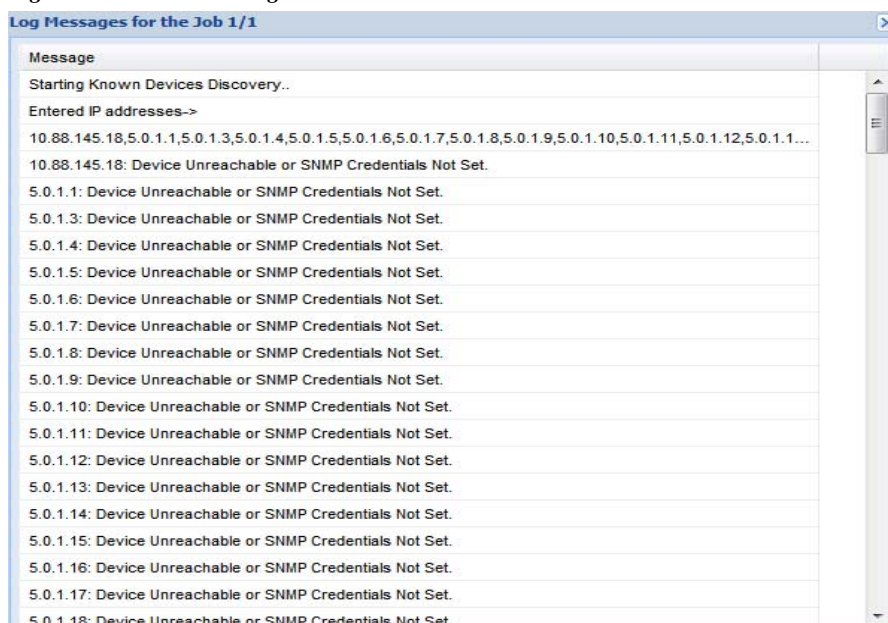 Log Messages for the Job 1/1
Message
Starting Known Devices Discovery..
Entered IP addresses->
10.88.145.18,5.0.1.1,5.0.1.3,5.0.1.4,5.0.1.5,5.0.1.6,5.0.1.7,5.0.1.8,5.0.1.9,5.0.1.10,5.0.1.11,5.0.1.12,5.0.1.1...
10.88.145.18: Device Unreachable or SNMP Credentials Not Set.
5.0.1.1: Device Unreachable or SNMP Credentials Not Set.
5.0.1.3: Device Unreachable or SNMP Credentials Not Set.
5.0.1.4: Device Unreachable or SNMP Credentials Not Set.
5.0.1.5: Device Unreachable or SNMP Credentials Not Set.
5.0.1.6: Device Unreachable or SNMP Credentials Not Set.
5.0.1.7: Device Unreachable or SNMP Credentials Not Set.
5.0.1.8: Device Unreachable or SNMP Credentials Not Set.
5.0.1.9: Device Unreachable or SNMP Credentials Not Set.
5.0.1.10: Device Unreachable or SNMP Credentials Not Set.
5.0.1.11: Device Unreachable or SNMP Credentials Not Set.
5.0.1.12: Device Unreachable or SNMP Credentials Not Set.
5.0.1.13: Device Unreachable or SNMP Credentials Not Set.
5.0.1.14: Device Unreachable or SNMP Credentials Not Set.
5.0.1.15: Device Unreachable or SNMP Credentials Not Set.
5.0.1.16: Device Unreachable or SNMP Credentials Not Set.
5.0.1.17: Device Unreachable or SNMP Credentials Not Set.
5.0.1.18: Device Unreachable or SNMP Credentials Not Set.